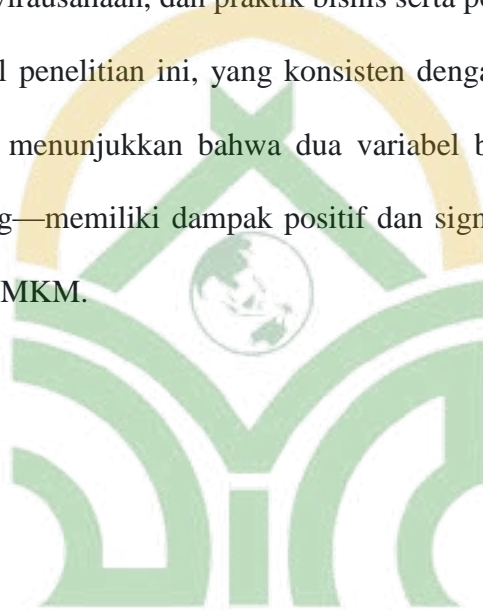 virausahaan, dan praktik bisnis serta pe
l penelitian ini, yang konsisten denga
menunjukkan bahwa dua variabel b
g—memiliki dampak positif dan sign
MKM.